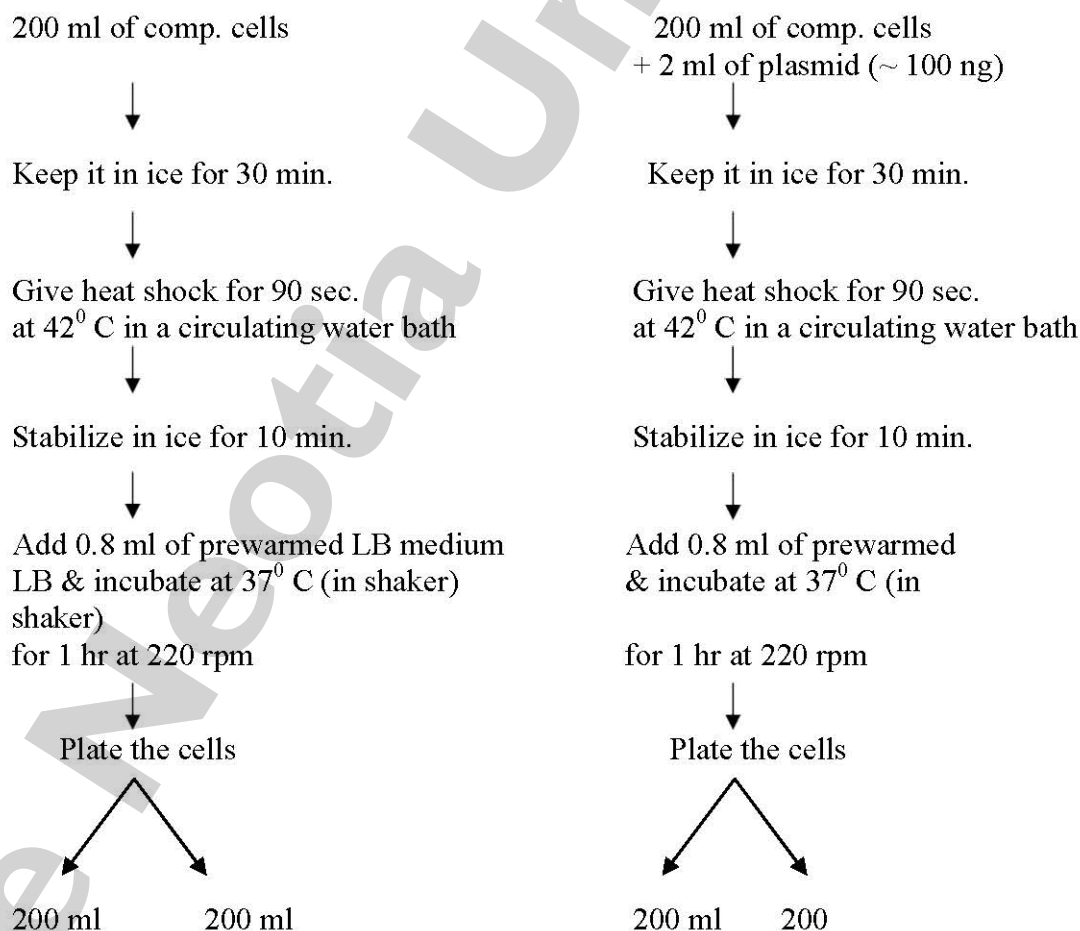 200 ml of comp. cells
200 ml of comp. cells
+ 2 ml of plasmid (~ 100 ng)
Keep it in ice for 30 min.
Keep it in ice for 30 min.
Give heat shock for 90 sec.
at 42⁰ C in a circulating water bath
Give heat shock for 90 sec.
at 42⁰ C in a circulating water bath
Stabilize in ice for 10 min.
Stabilize in ice for 10 min.
Add 0.8 ml of prewarmed LB medium
LB & incubate at 37⁰ C (in shaker)
shaker)
for 1 hr at 220 rpm
Add 0.8 ml of prewarmed
& incubate at 37⁰ C (in
for 1 hr at 220 rpm
Plate the cells
Plate the cells
200 ml
200 ml
200 ml
200
e Neotia Un